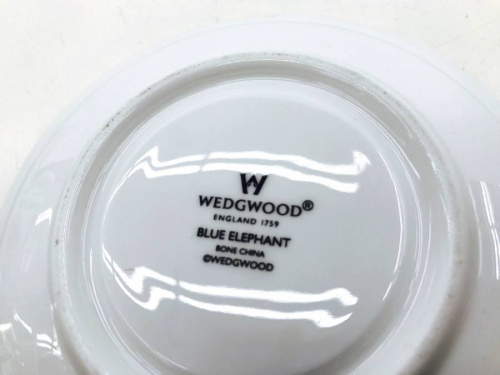 W
WEDGWOOD®
ENGLAND 1759
BLUE ELEPHANT
BONE CHINA
©WEDGWOOD